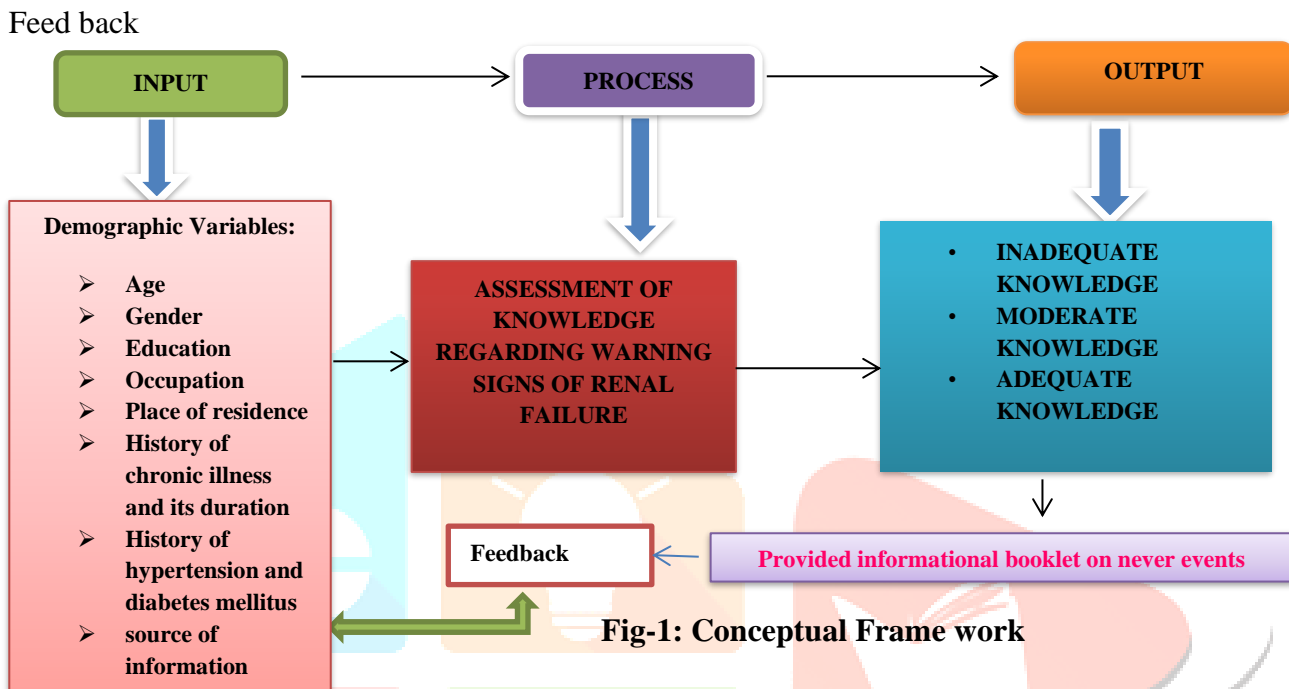 Feed back
INPUT
PROCESS
OUTPUT
Demographic Variables:
➢ Age
➢ Gender
➢ Education
➢ Occupation
➢ Place of residence
➢ History of
chronic illness
and its duration
➢ History of
hypertension and
diabetes mellitus
➢ source of
information
ASSESSMENT OF
KNOWLEDGE
REGARDING WARNING
SIGNS OF RENAL
FAILURE
• INADEQUATE
KNOWLEDGE
• MODERATE
KNOWLEDGE
• ADEQUATE
KNOWLEDGE
Feedback
Provided informational booklet on never events
Fig-1: Conceptual Frame work